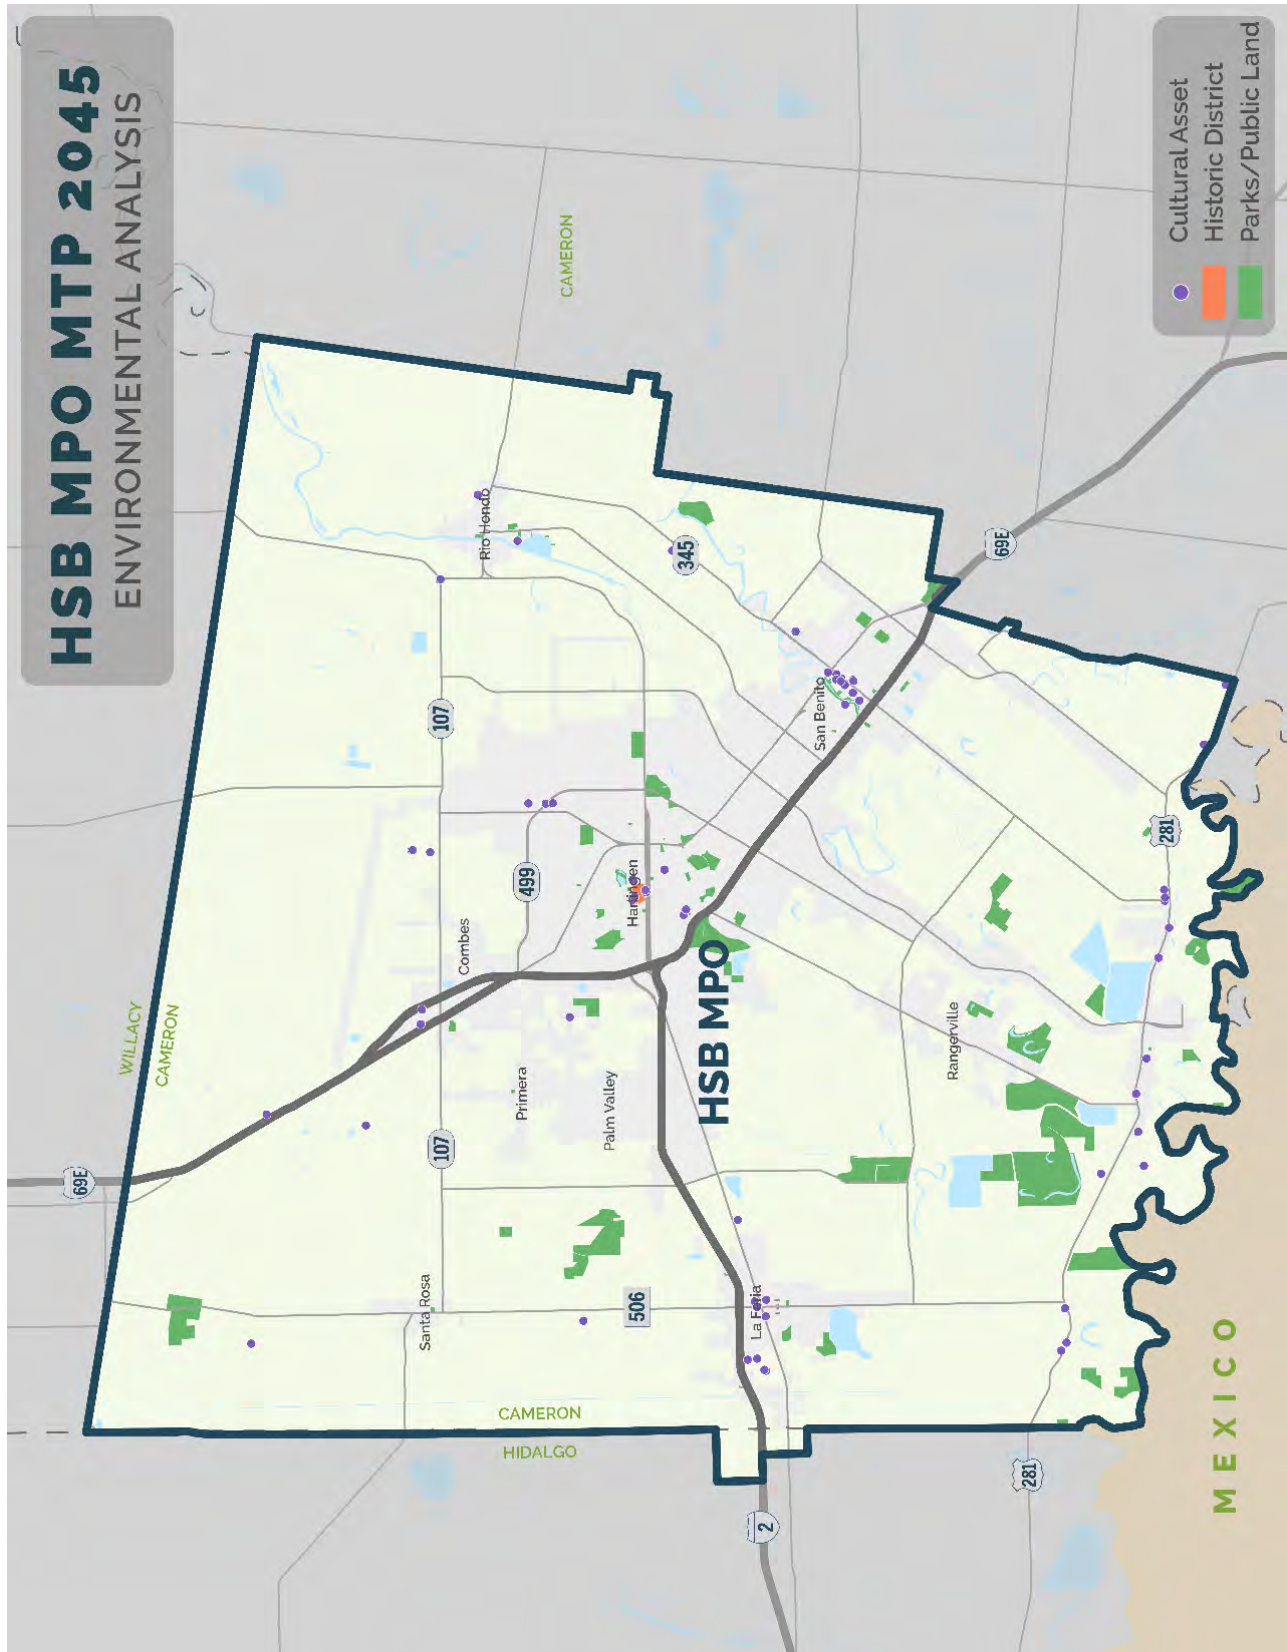 HSB MPO MTP 2045
ENVIRONMENTAL ANALYSIS
Cultural Asset
Historic District
Parks/Public Land
WILLACY
CAMERON
CAMERON
69E
107
Rio Hondo
345
69E
San Benito
499
Combes
Harlingen
281
HSB MPO
Rangerville
Primera
Palm Valley
107
Santa Rosa
506
La Feria
CAMERON
HIDALGO
2
281
MEXICO